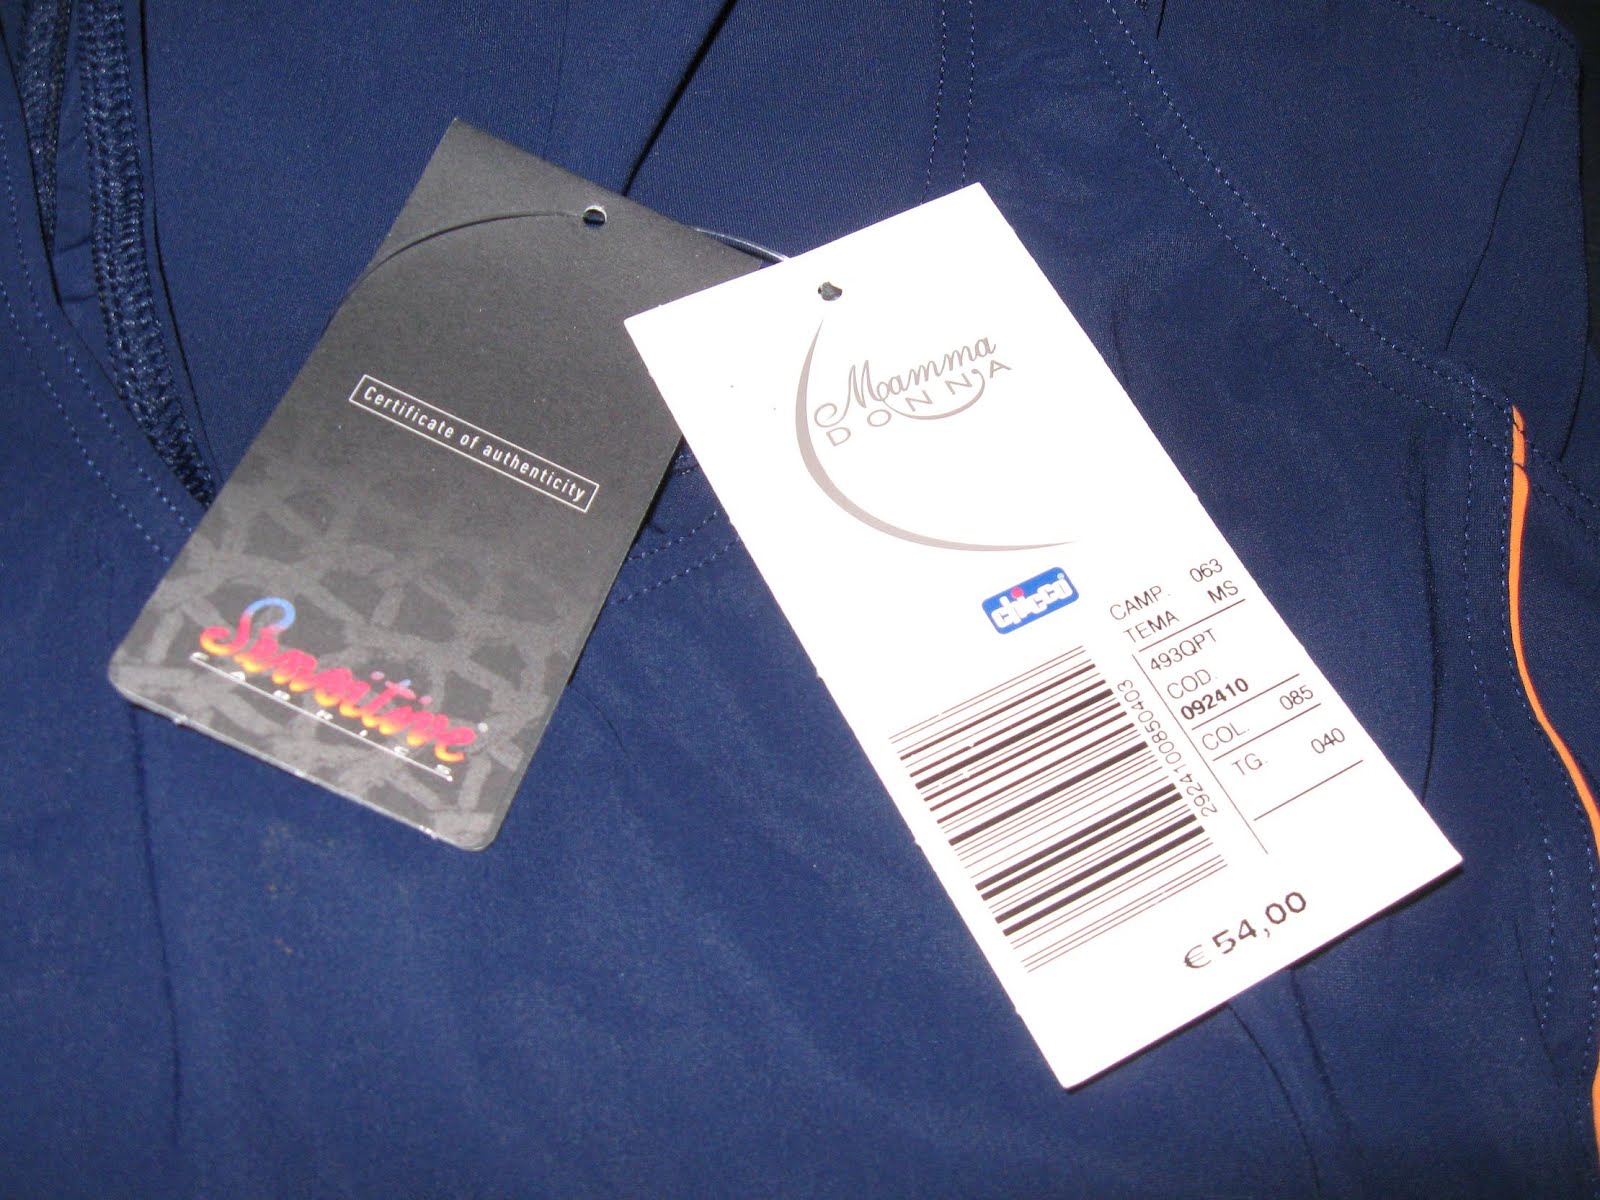 Certificate of authenticity
Sensitive®
FABRICS
Mamma
DONNA
chicco
CAMP. 063
TEMA MS
493QPT
COD.
092410
COL. 085
TG. 040
2924100850403
€ 54,00